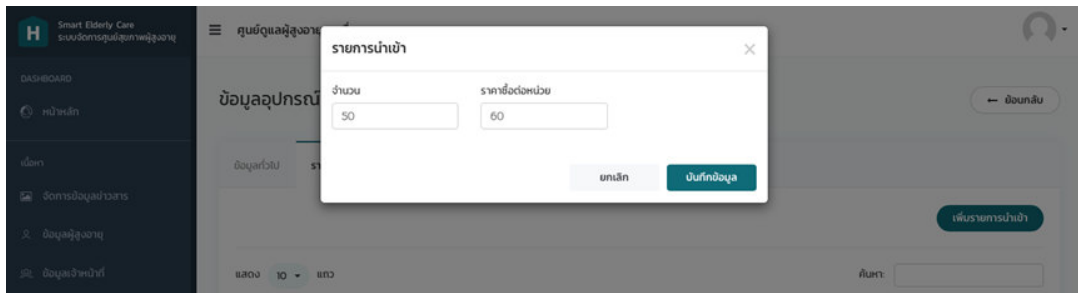 H
Smart Elderly Care
ระบบจัดการศูนย์สุขภาพผู้สูงอายุ
ศูนย์ดูแลผู้สูงอายุ
รายการนำเข้า
×
DASHBOARD
หน้าหลัก
ข้อมูลอุปกรณ์
จำนวน
ราคาซื้อต่อหน่วย
50
60
← ย้อนกลับ
เนื้อหา
ข้อมูลทั่วไป
ยกเลิก
บันทึกข้อมูล
จัดการข้อมูลข่าวสาร
เพิ่มรายการนำเข้า
ข้อมูลผู้สูงอายุ
ข้อมูลเจ้าหน้าที่
แสดง 10 แถว
ค้นหา: